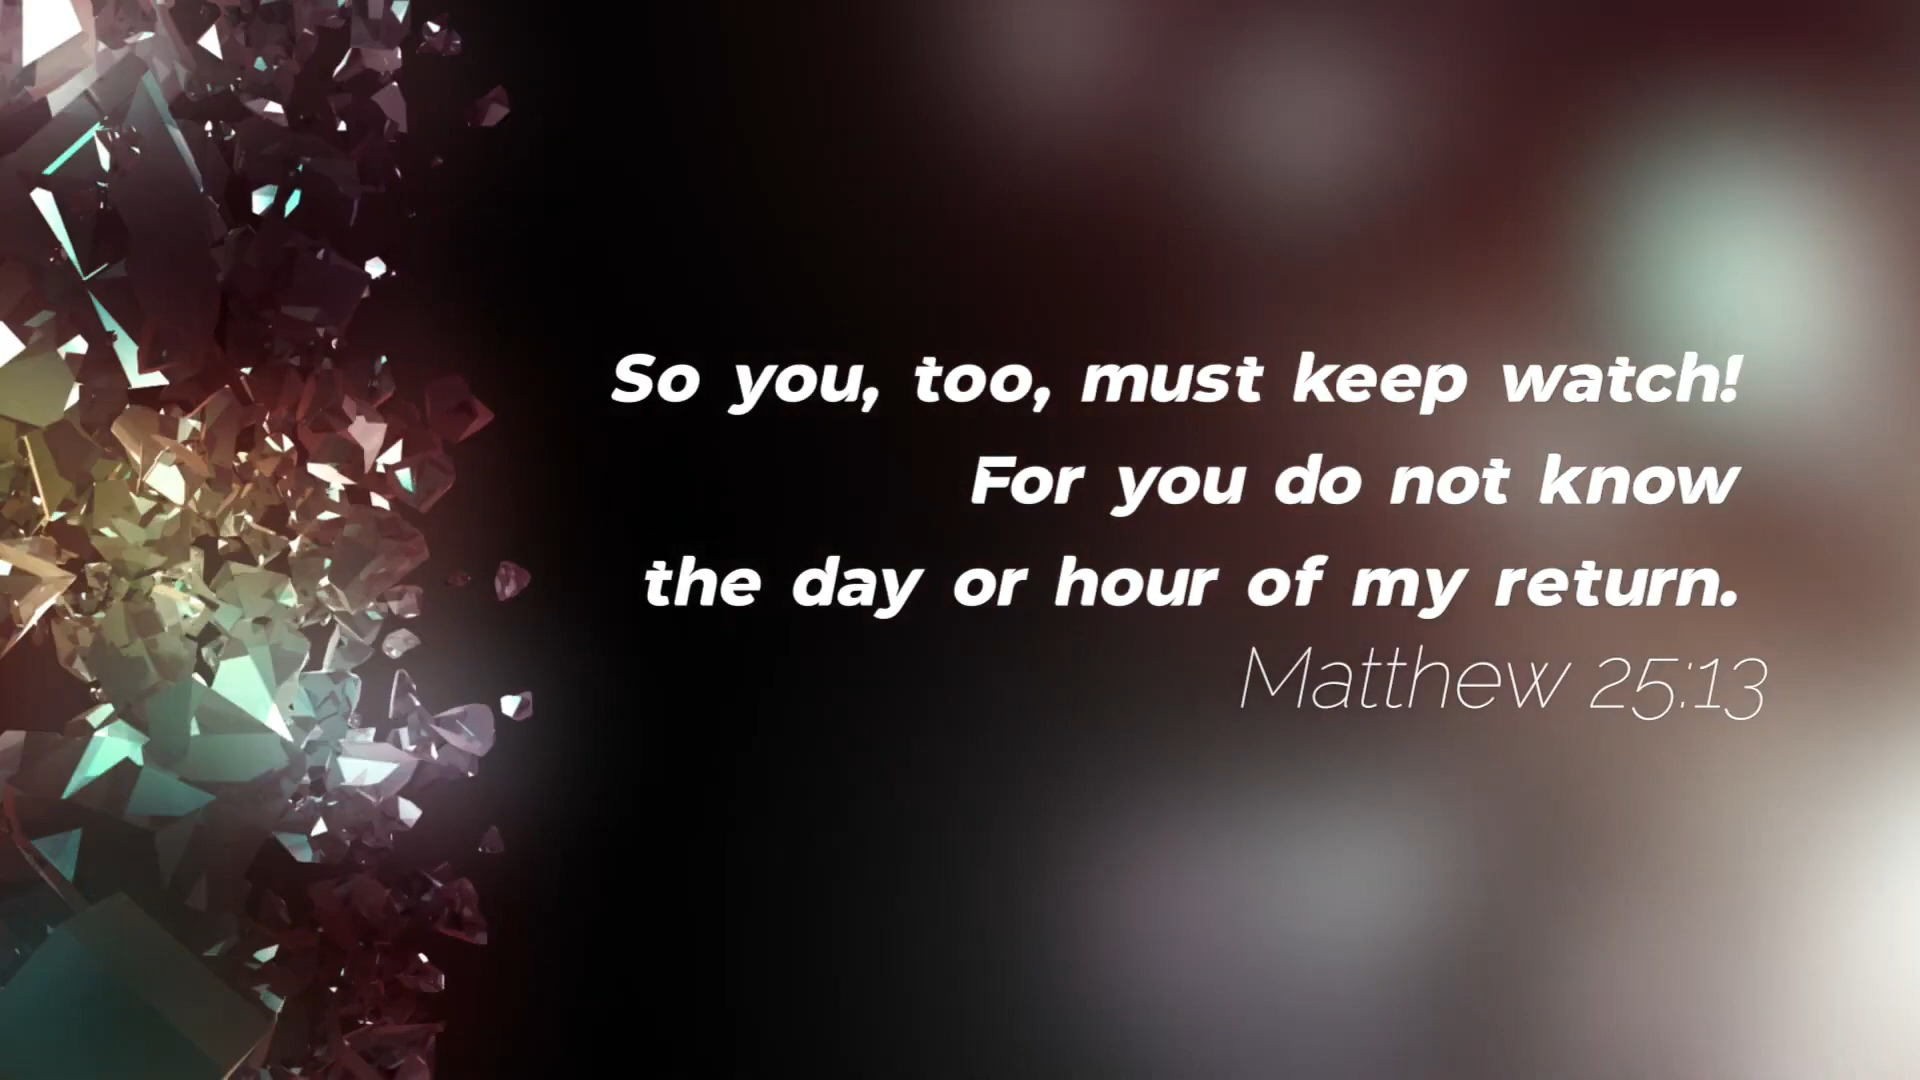 So you, too, must keep watch!
For you do not know
the day or hour of my return.
Matthew 25:13